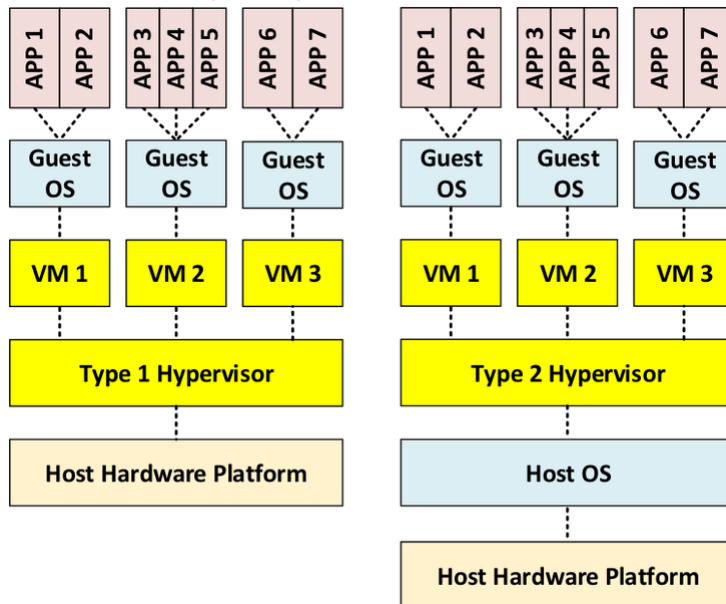 APP 1
APP 2
APP 3
APP 4
APP 5
APP 6
APP 7
Guest
OS
Guest
OS
Guest
OS
VM 1
VM 2
VM 3
Type 1 Hypervisor
Host Hardware Platform
APP 1
APP 2
APP 3
APP 4
APP 5
APP 6
APP 7
Guest
OS
Guest
OS
Guest
OS
VM 1
VM 2
VM 3
Type 2 Hypervisor
Host OS
Host Hardware Platform